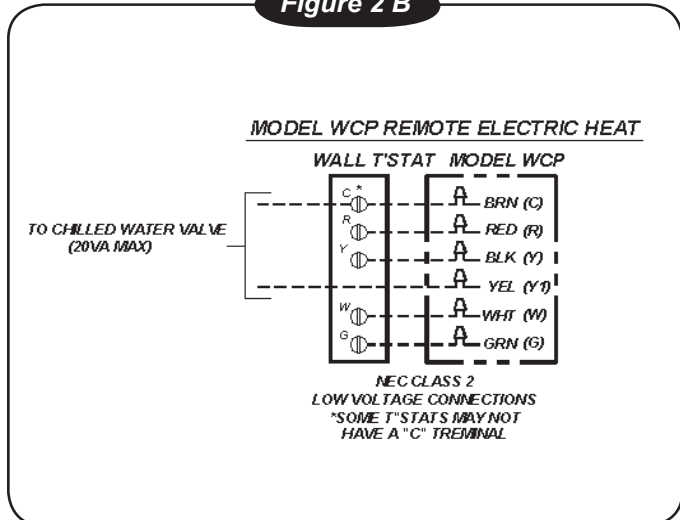 Figure 2 B
MODEL WCP REMOTE ELECTRIC HEAT
WALL T'STAT MODEL WCP
C * BRN (C)
R RED (R)
TO CHILLED WATER VALVE
(20VA MAX)
Y BLK (Y)
YEL (Y1)
W WHT (W)
G GRN (G)
NEC CLASS 2
LOW VOLTAGE CONNECTIONS
*SOME T"STATS MAY NOT
HAVE A "C" TREMINAL